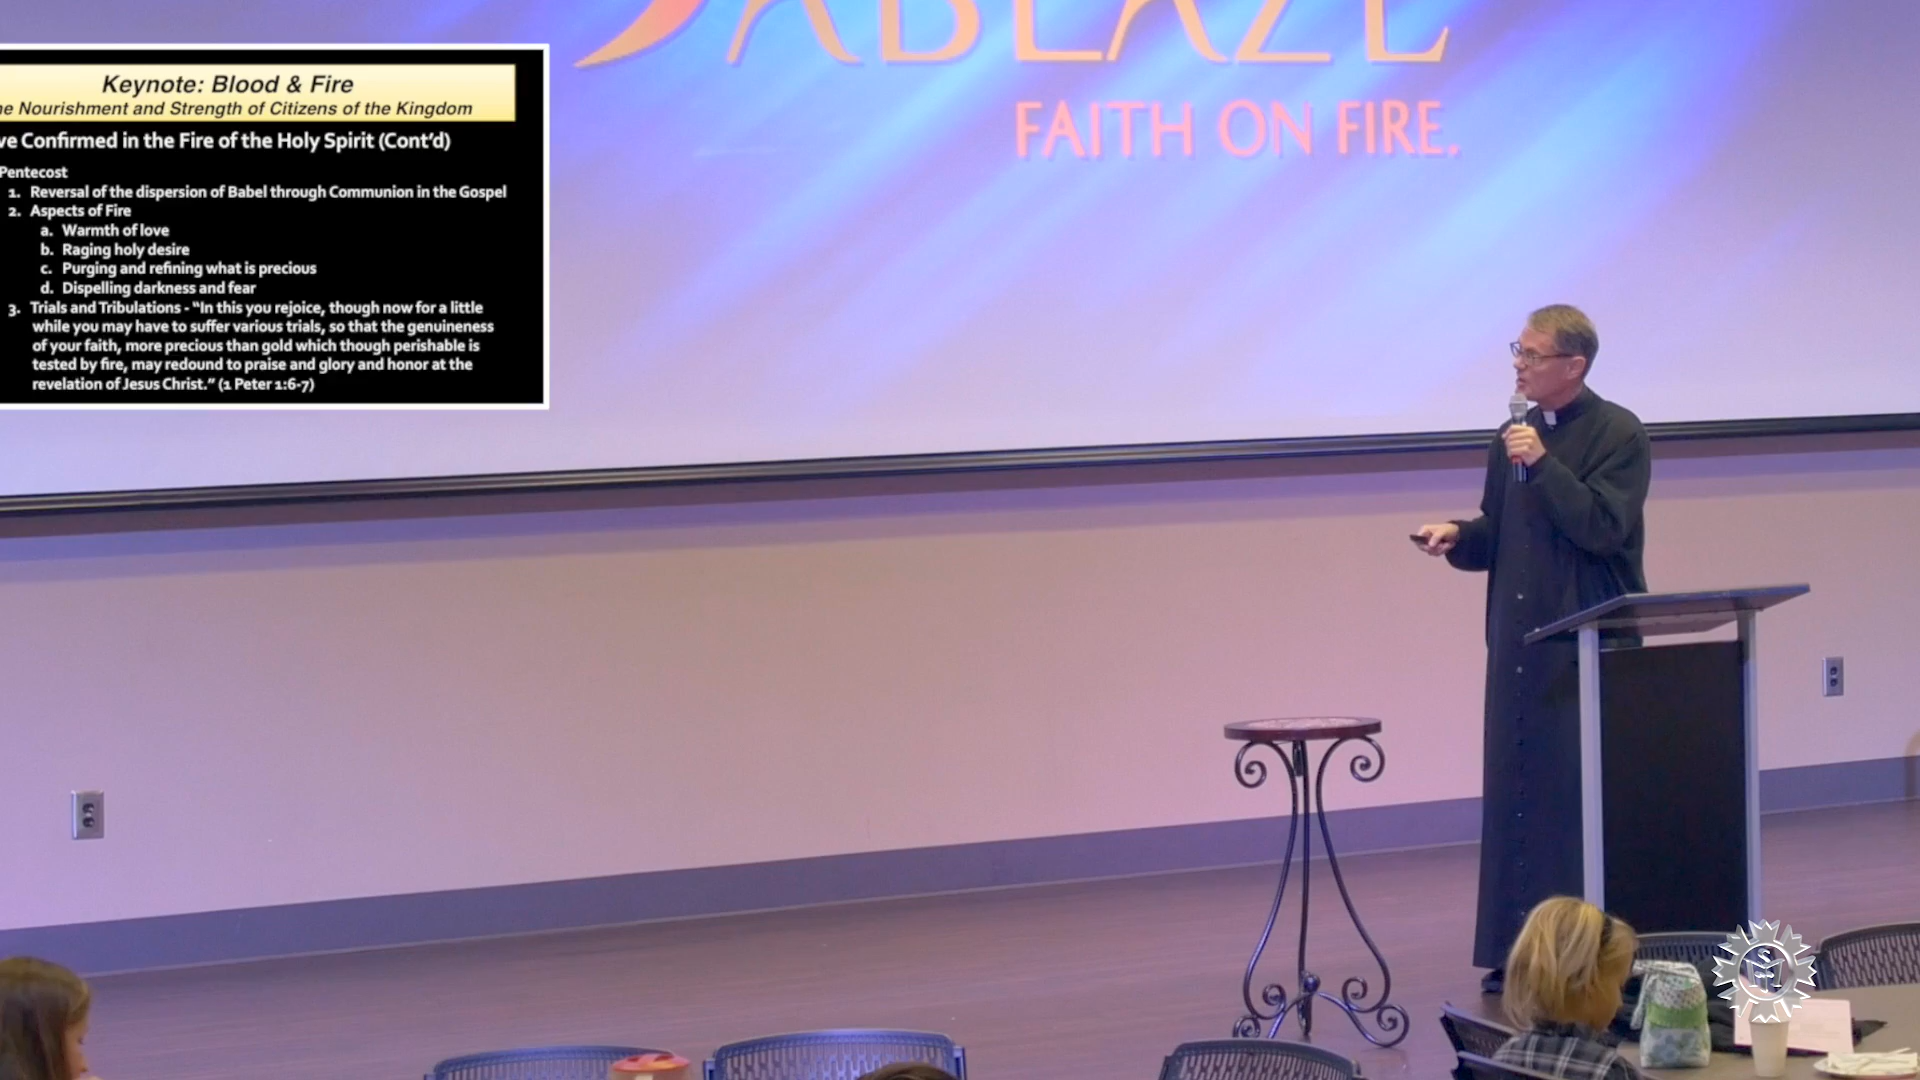 ABLAZE
FAITH ON FIRE.
Keynote: Blood & Fire
Nourishment and Strength of Citizens of the Kingdom
Confirmed in the Fire of the Holy Spirit (Cont'd)
Pentecost
1. Reversal of the dispersion of Babel through Communion in the Gospel
2. Aspects of Fire
a. Warmth of love
b. Raging holy desire
c. Purging and refining what is precious
d. Dispelling darkness and fear
3. Trials and Tribulations - "In this you rejoice, though now for a little
while you may have to suffer various trials, so that the genuineness
of your faith, more precious than gold which though perishable is
tested by fire, may redound to praise and glory and honor at the
revelation of Jesus Christ." (1 Peter 1:6-7)